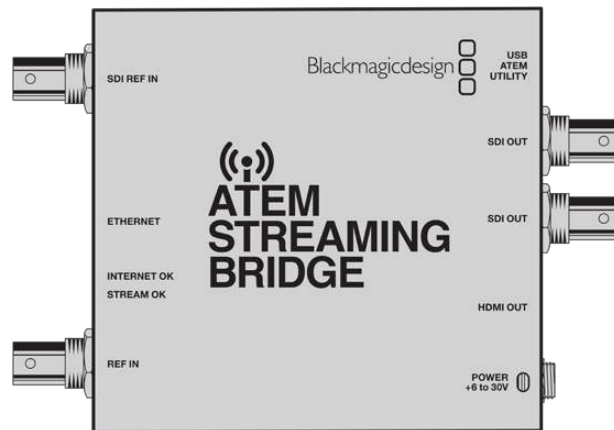 SDI REF IN
ETHERNET
INTERNET OK
STREAM OK
REF IN
Blackmagicdesign
ATEM
STREAMING
BRIDGE
USB
ATEM
UTILITY
SDI OUT
SDI OUT
HDMI OUT
POWER
+6 to 30V